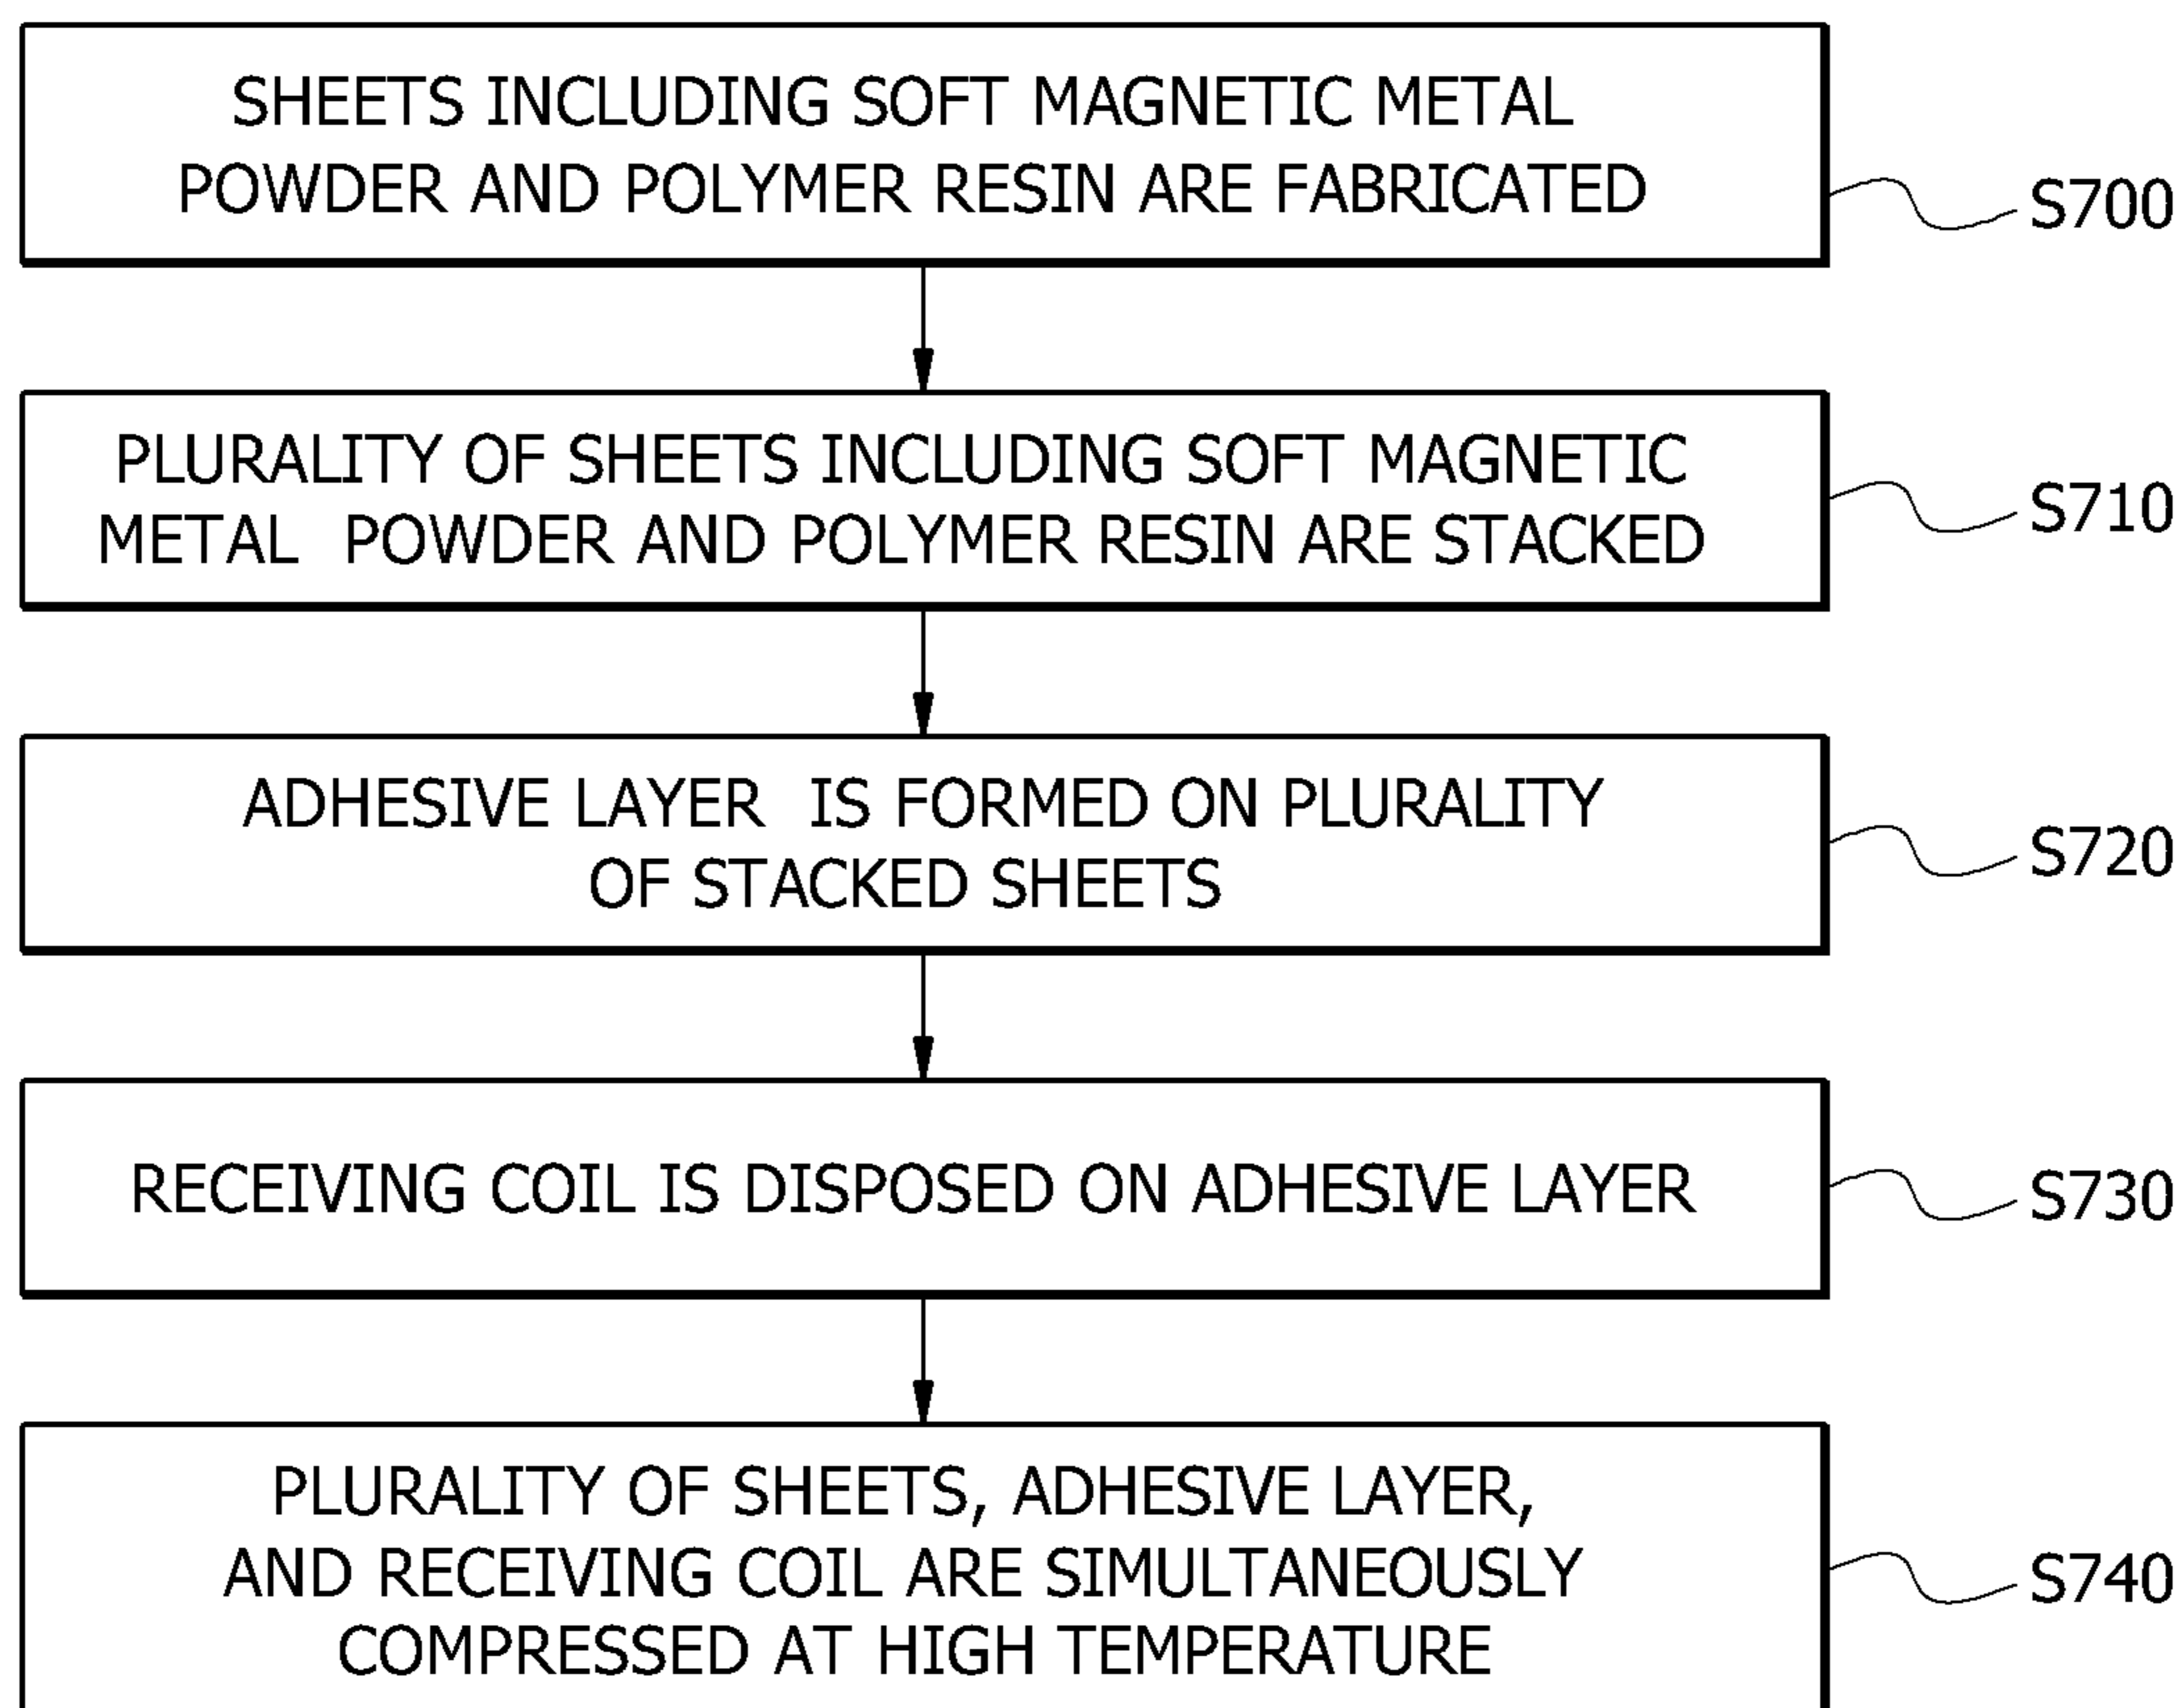 SHEETS INCLUDING SOFT MAGNETIC METAL
POWDER AND POLYMER RESIN ARE FABRICATED
S700
PLURALITY OF SHEETS INCLUDING SOFT MAGNETIC
METAL POWDER AND POLYMER RESIN ARE STACKED
S710
ADHESIVE LAYER IS FORMED ON PLURALITY
OF STACKED SHEETS
S720
RECEIVING COIL IS DISPOSED ON ADHESIVE LAYER
S730
PLURALITY OF SHEETS, ADHESIVE LAYER,
AND RECEIVING COIL ARE SIMULTANEOUSLY
COMPRESSED AT HIGH TEMPERATURE
S740